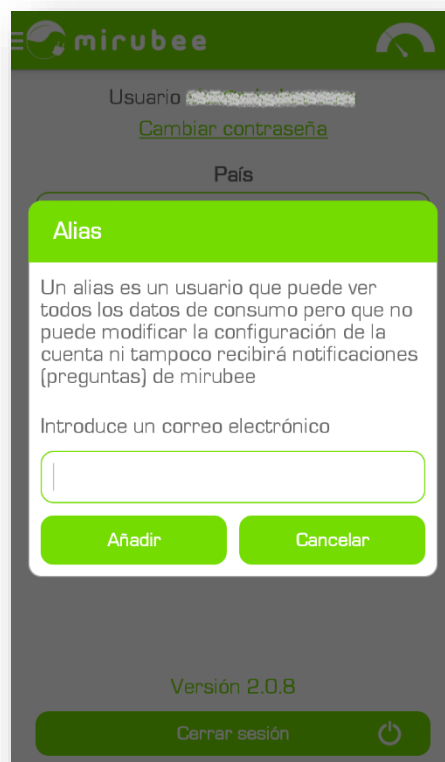 mirubee
Usuario
Cambiar contraseña
País
Alias
Un alias es un usuario que puede ver
todos los datos de consumo pero que no
puede modificar la configuración de la
cuenta ni tampoco recibirá notificaciones
(preguntas) de mirubee
Introduce un correo electrónico
Añadir Cancelar
Versión 2.0.8
Cerrar sesión